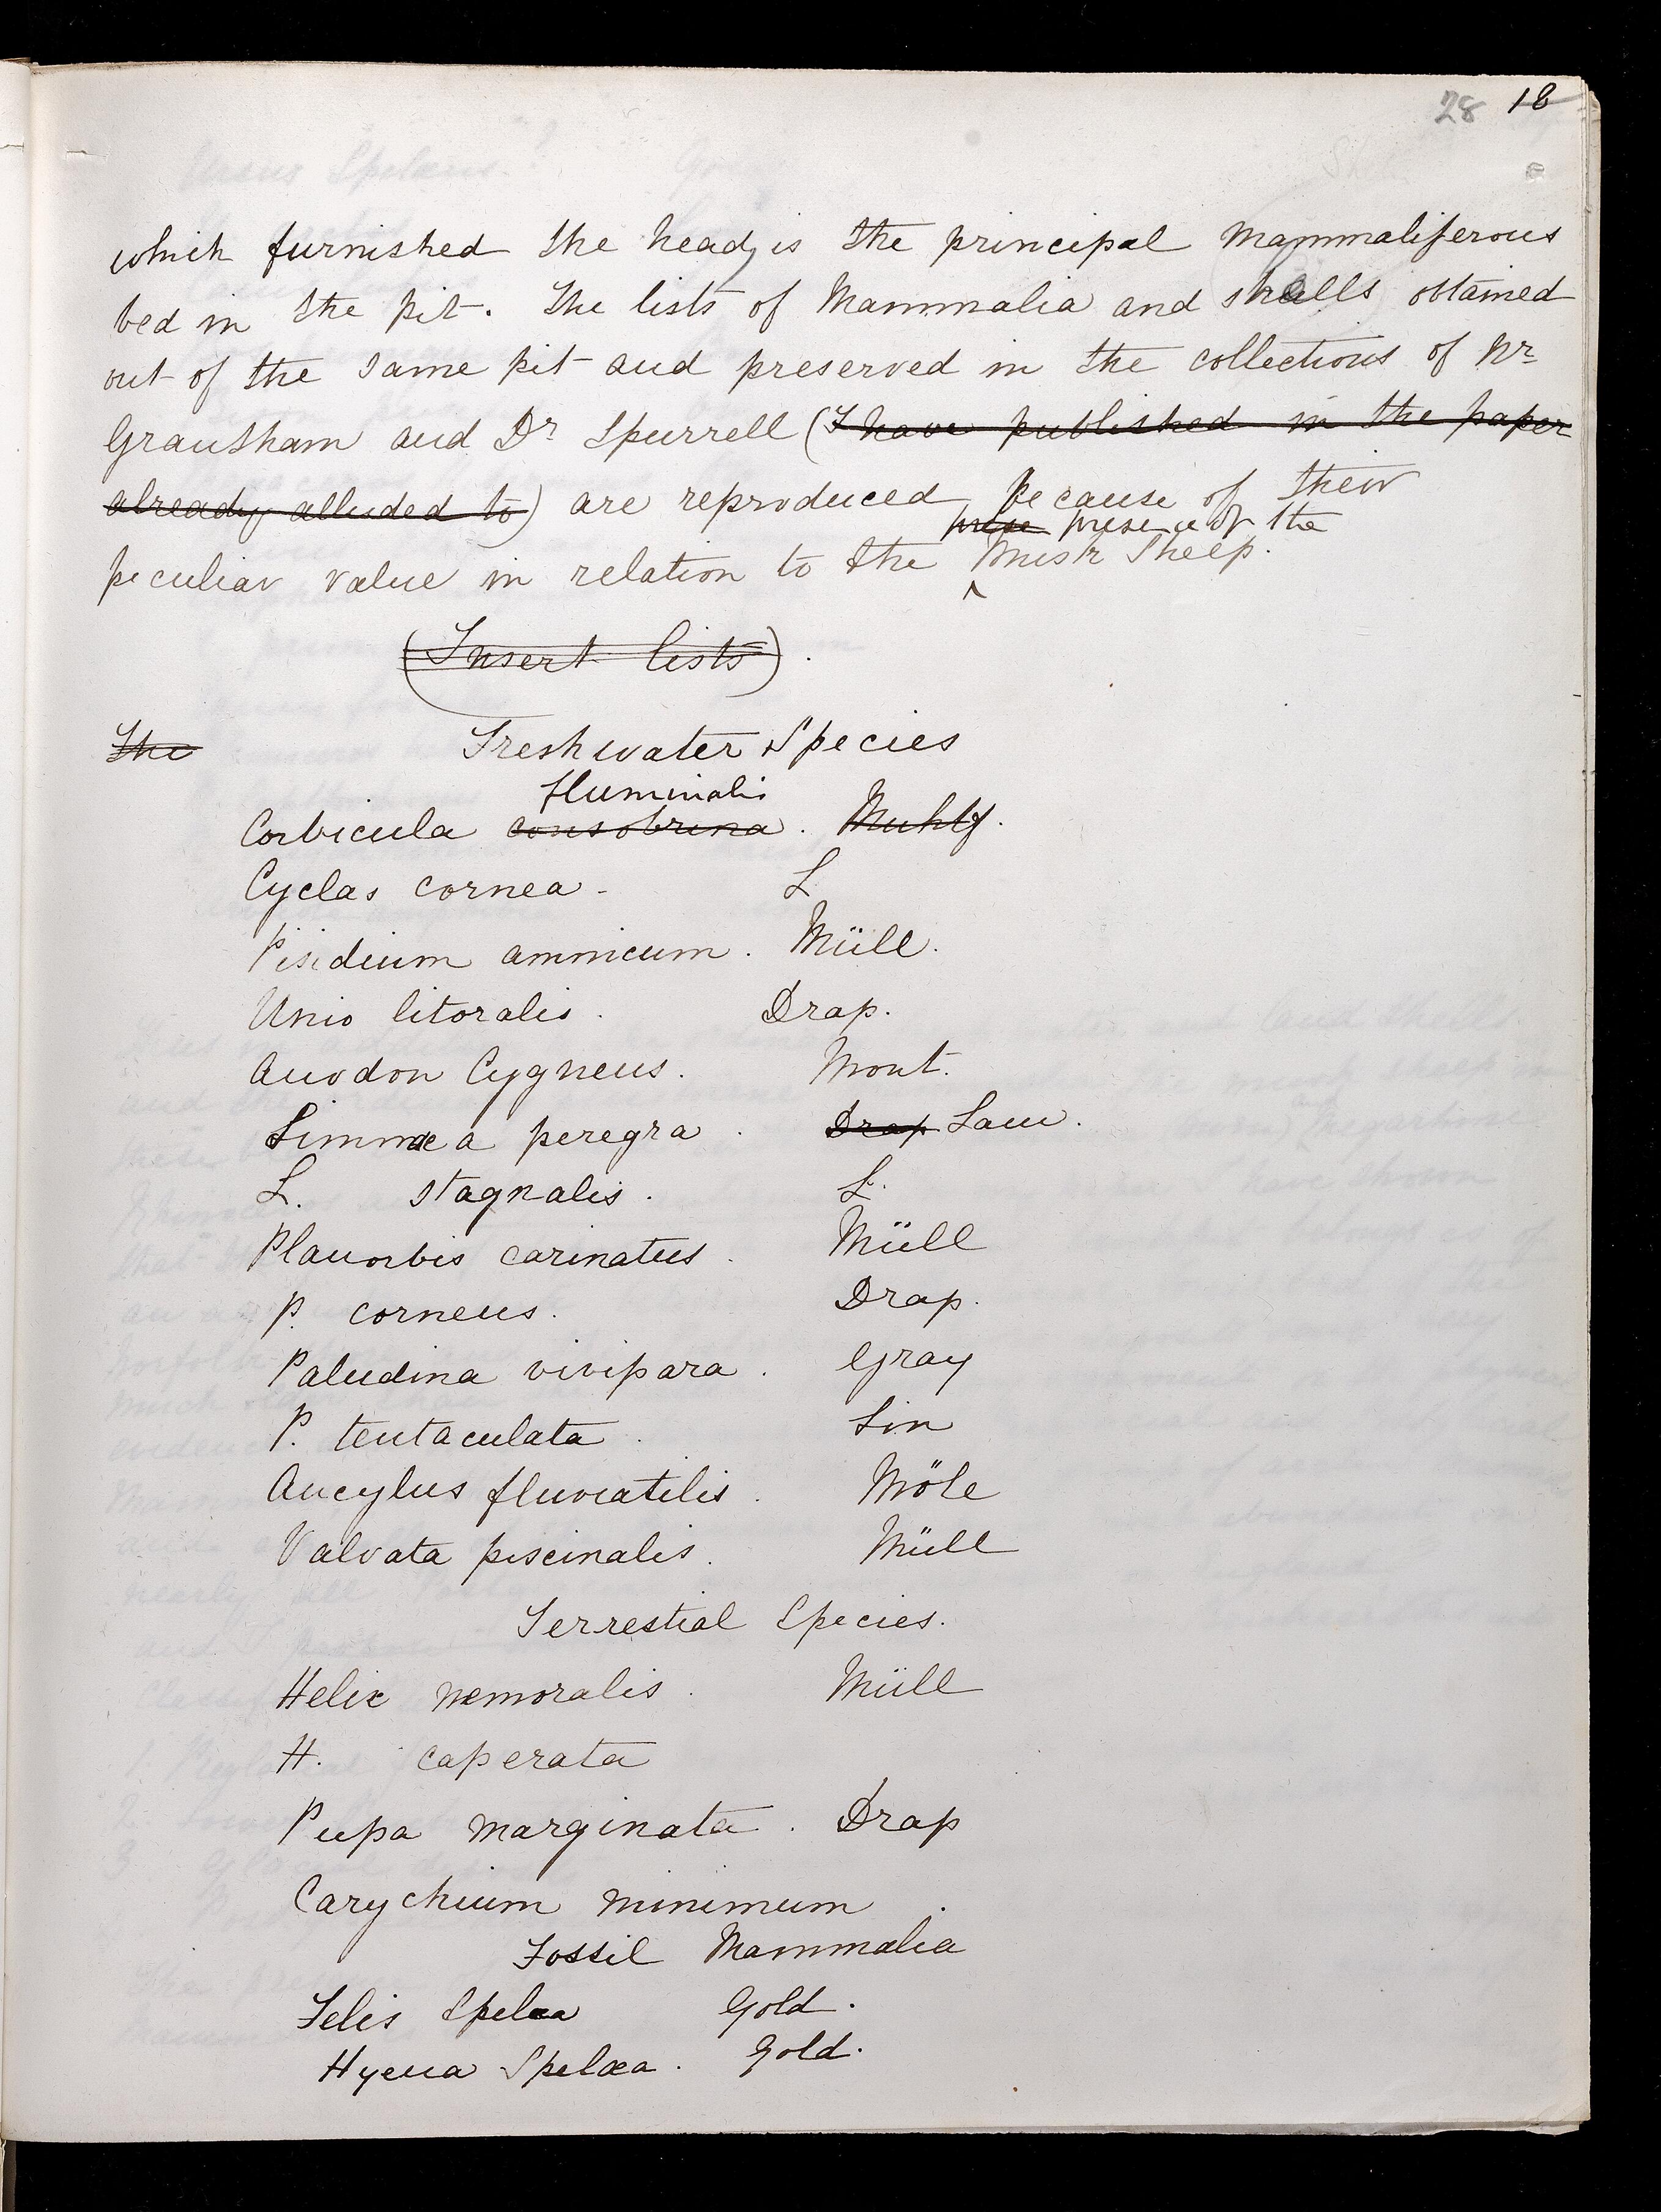 28 18
which furnished the head, is the principal Mammaliferous
bed in the pit. The lists of Mammalia and shells obtained
out of the same pit and preserved in the collections of Mr
Grantham and Dr Spurrell (I have published in the paper
already alluded to) are reproduced because of their
prese presence of the
peculiar value in relation to the Musk Sheep.
(Insert lists).
The Freshwater Species
fluminalis
Corbicula consobrina. Muhlf.
Cyclas cornea - L
Pisidium amnicum. Müll.
Unio litoralis. Drap.
Anodon Cygneus. Mont.
Limnæa peregra. Drap Lam.
L. stagnalis. L.
Planorbis carinatus. Müll
P. corneus. Drap.
Paludina vivipara. Gray
P. tentaculata. Lin
Ancylus fluviatilis. Möle
Valvata piscinalis. Müll
Terrestial Species.
Helix nemoralis. Müll
H. caperata
Pupa marginata. Drap
Carychium minimum.
Fossil Mammalia
Felis Spelæa Gold.
Hyena Spelæa. Gold.